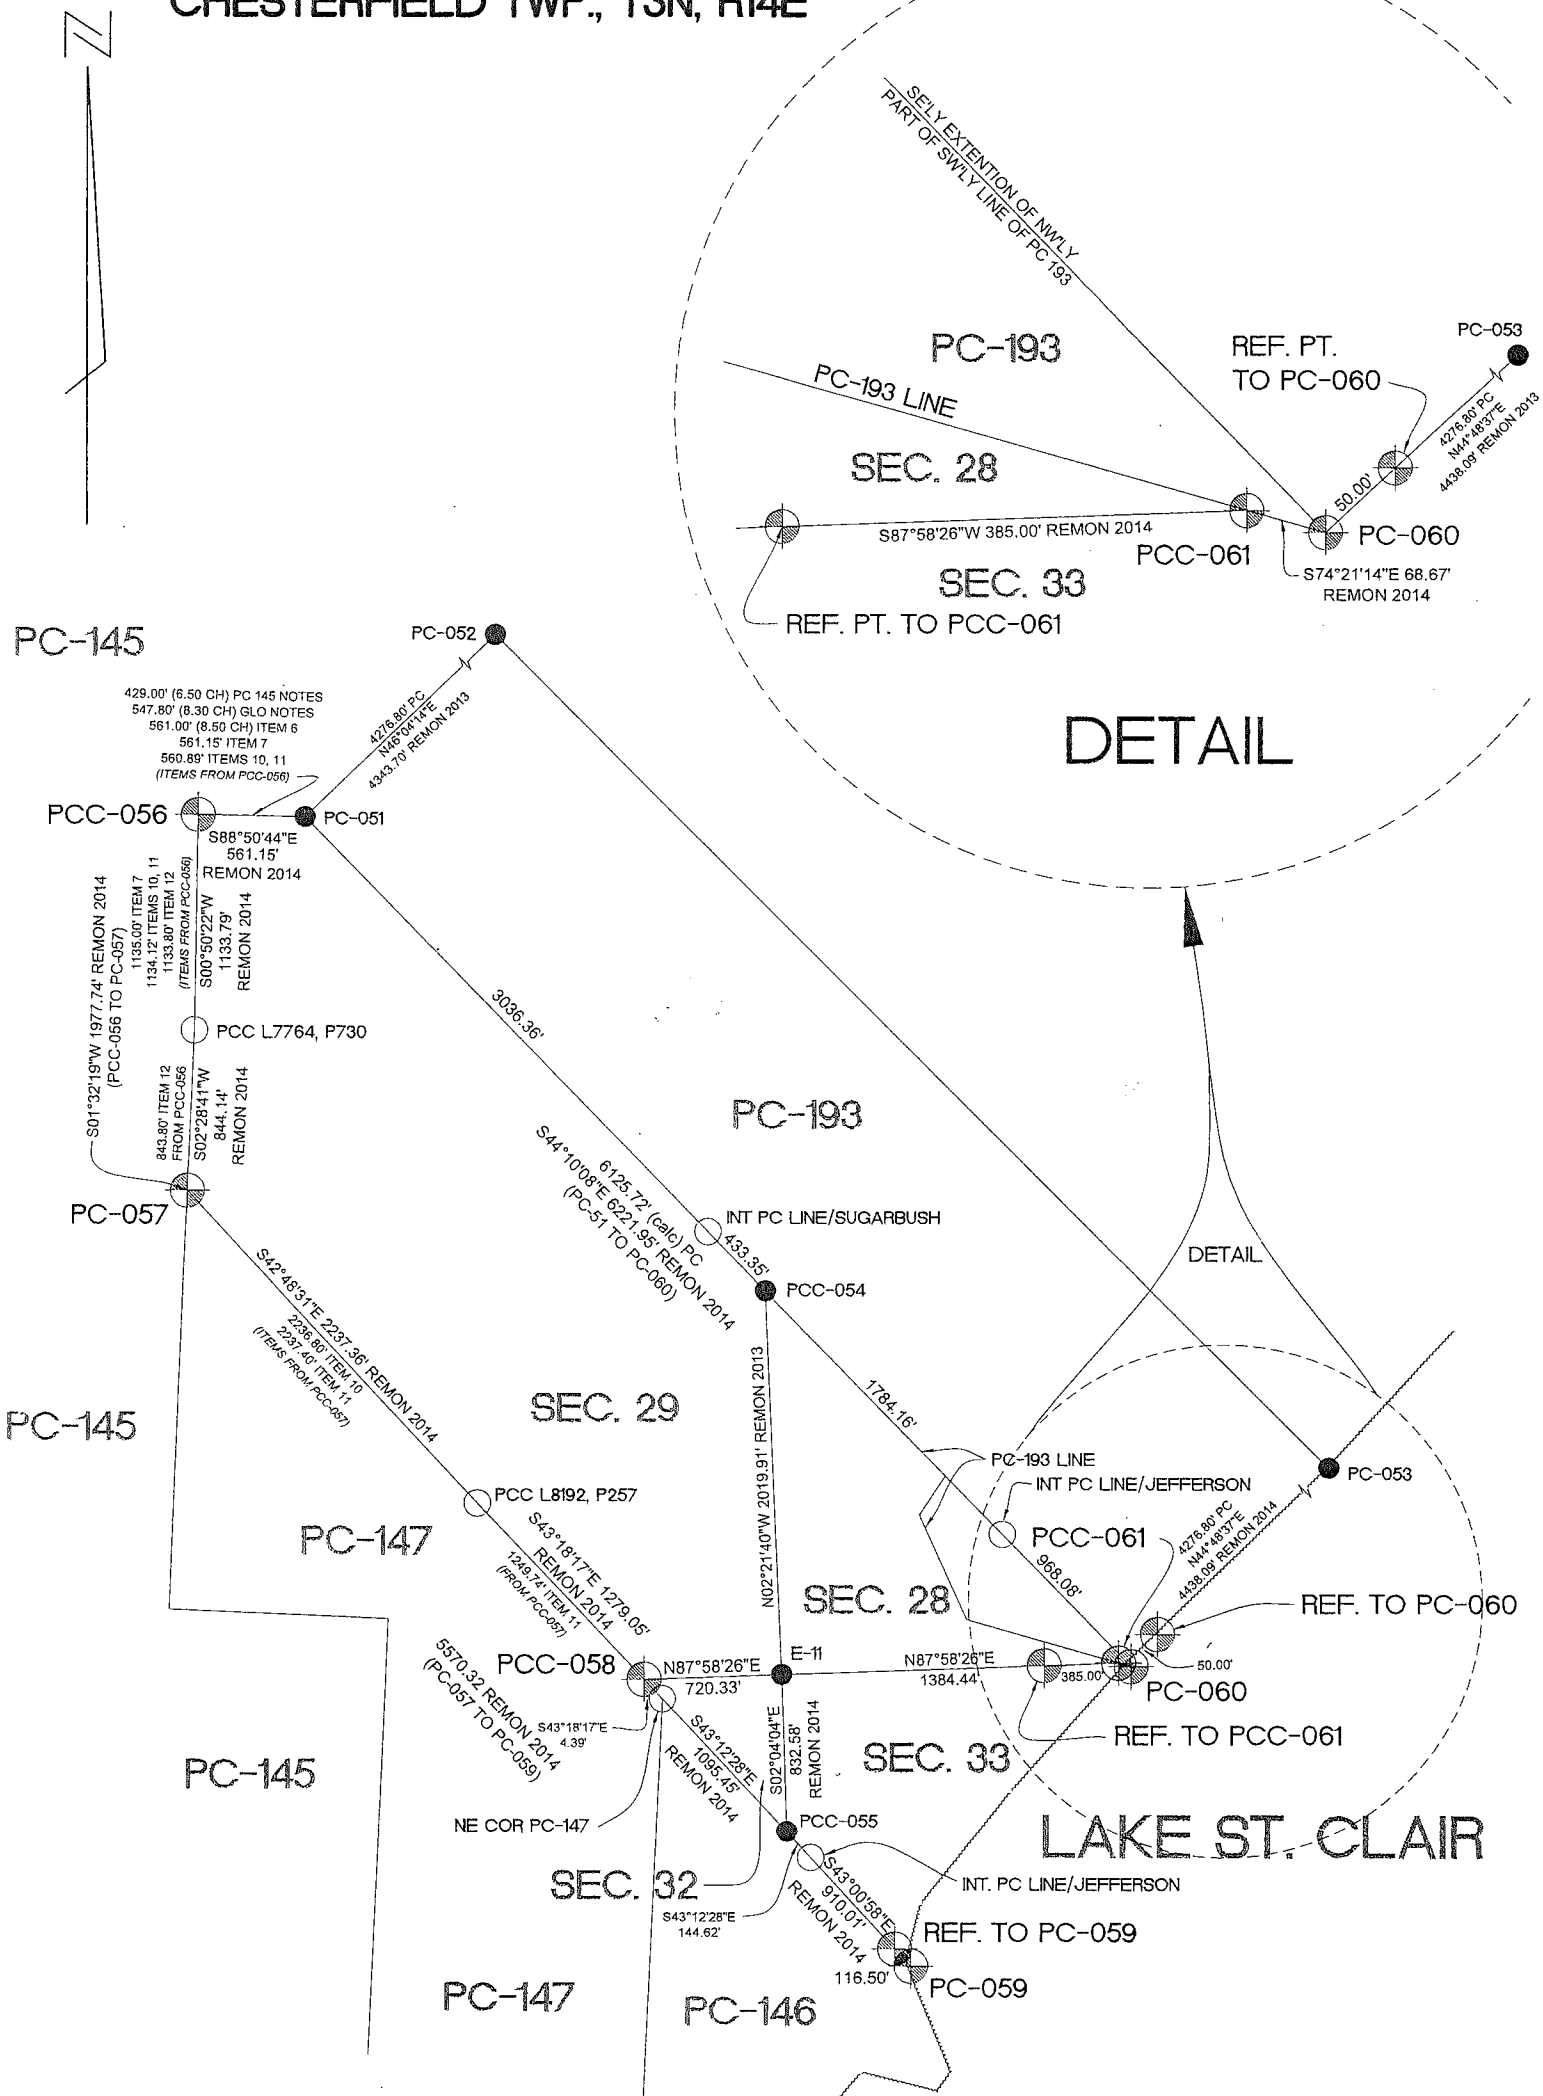 CHESTERFIELD TWP., T3N, R14E
N
SE'LY EXTENTION OF NW'LY
PART OF SW'LY LINE OF PC 193
PC-193
PC-193 LINE
REF. PT.
TO PC-060
PC-053
4276.80' PC
N44°48'37"E
4438.09' REMON 2013
50.00'
SEC. 28
S87°58'26"W 385.00' REMON 2014
PCC-061
PC-060
S74°21'14"E 68.67'
REMON 2014
SEC. 33
REF. PT. TO PCC-061
DETAIL
PC-145
PC-052
429.00' (6.50 CH) PC 145 NOTES
547.80' (8.30 CH) GLO NOTES
561.00' (8.50 CH) ITEM 6
561.15' ITEM 7
560.89' ITEMS 10, 11
(ITEMS FROM PCC-056)
4276.80' PC
N46°04'14"E
4343.70' REMON 2013
PCC-056
PC-051
S88°50'44"E
561.15'
REMON 2014
S01°32'19"W 1977.74' REMON 2014
(PCC-056 TO PC-057)
1135.00' ITEM 7
1134.12' ITEMS 10, 11
1133.80' ITEM 12
(ITEMS FROM PCC-056)
S00°50'22"W
1133.79'
REMON 2014
PCC L7764, P730
843.80' ITEM 12
FROM PCC-056
S02°28'41"W
844.14'
REMON 2014
PC-057
3036.36'
PC-193
6125.72' (calc) PC
S44°10'08"E 6221.95' REMON 2014
(PC-51 TO PC-060)
INT PC LINE/SUGARBUSH
433.35'
PCC-054
DETAIL
S42°48'31"E 2237.36' REMON 2014
2236.80' ITEM 10
2237.40' ITEM 11
(ITEMS FROM PCC-057)
PC-145
SEC. 29
N02°21'40"W 2019.91' REMON 2013
1784.16'
PC-193 LINE
PC-053
INT PC LINE/JEFFERSON
PCC L8192, P257
PC-147
S43°18'17"E 1279.05'
REMON 2014
1249.74' ITEM 11
(FROM PCC-057)
PCC-061
968.08'
4276.80' PC
N44°48'37"E
4438.09' REMON 2014
SEC. 28
REF. TO PC-060
5570.32 REMON 2014
(PC-057 TO PC-059)
PCC-058
N87°58'26"E
720.33'
E-11
N87°58'26"E
1384.44'
385.00'
50.00'
PC-060
REF. TO PCC-061
S43°18'17"E
4.39'
S43°12'28"E
1095.45'
REMON 2014
S02°04'04"E
832.58'
REMON 2014
SEC. 33
PC-145
NE COR PC-147
PCC-055
LAKE ST. CLAIR
SEC. 32
INT. PC LINE/JEFFERSON
S43°12'28"E
144.62'
S43°00'58"E
910.01'
REMON 2014
REF. TO PC-059
116.50'
PC-059
PC-147
PC-146